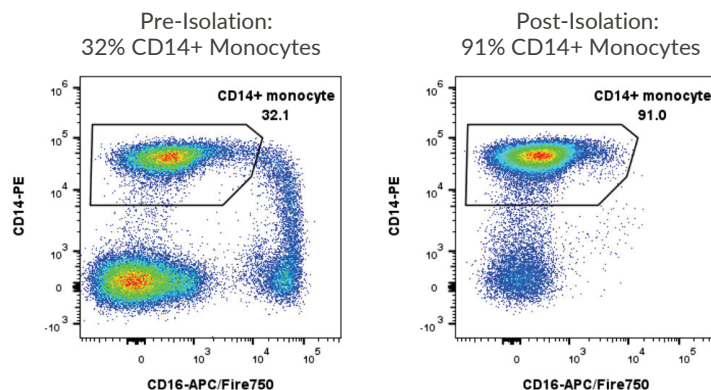 Pre-Isolation:
32% CD14+ Monocytes
10^6
10^5
10^4
10^3
0
-10^3
CD14-PE
CD14+ monocyte
32.1
0
10^3
10^4
10^5
CD16-APC/Fire750
Post-Isolation:
91% CD14+ Monocytes
10^6
10^5
10^4
10^3
0
-10^3
CD14-PE
CD14+ monocyte
91.0
0
10^3
10^4
10^5
CD16-APC/Fire750